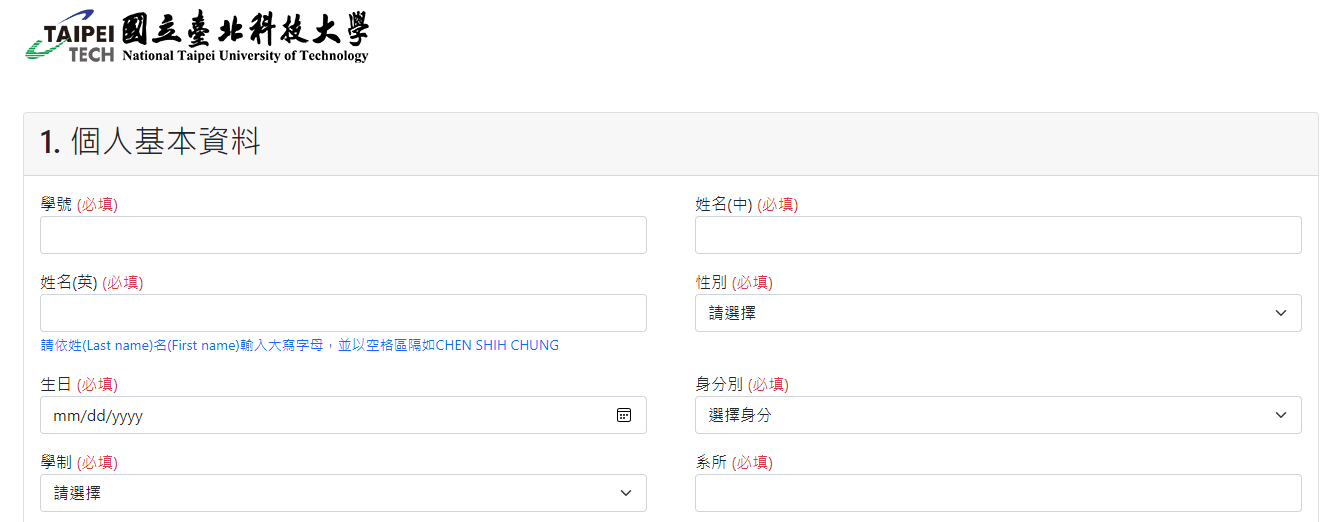 TAIPEI
TECH
國立臺北科技大學
National Taipei University of Technology
1. 個人基本資料
學號 (必填)
姓名(中) (必填)
姓名(英) (必填)
性別 (必填)
請選擇
請依姓(Last name)名(First name)輸入大寫字母，並以空格區隔如CHEN SHIH CHUNG
生日 (必填)
身分別 (必填)
mm/dd/yyyy
選擇身分
學制 (必填)
系所 (必填)
請選擇